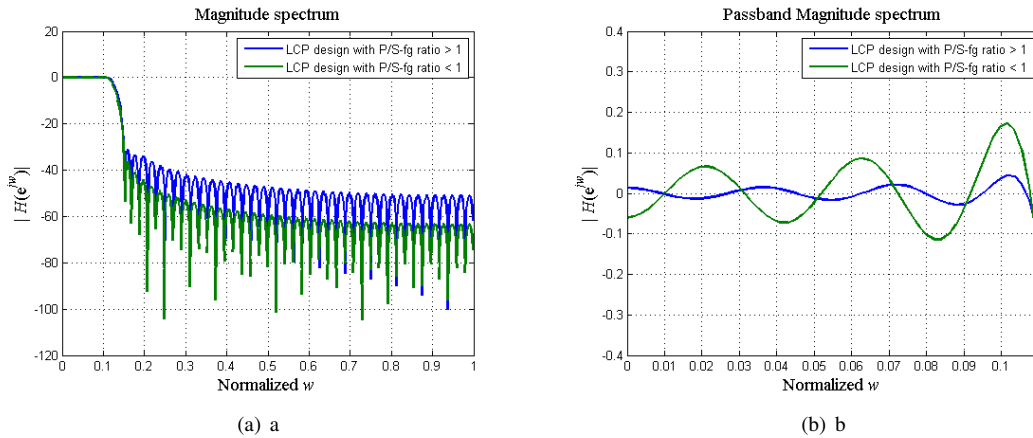 Magnitude spectrum
20
0
-20
-40
-60
-80
-100
-120
| H(e^jw)|
0 0.1 0.2 0.3 0.4 0.5 0.6 0.7 0.8 0.9 1
Normalized w
LCP design with P/S-fg ratio > 1
LCP design with P/S-fg ratio < 1
(a) a
Passband Magnitude spectrum
0.4
0.3
0.2
0.1
0
-0.1
-0.2
-0.3
-0.4
| H(e^jw)|
0 0.01 0.02 0.03 0.04 0.05 0.06 0.07 0.08 0.09 0.1
Normalized w
LCP design with P/S-fg ratio > 1
LCP design with P/S-fg ratio < 1
(b) b